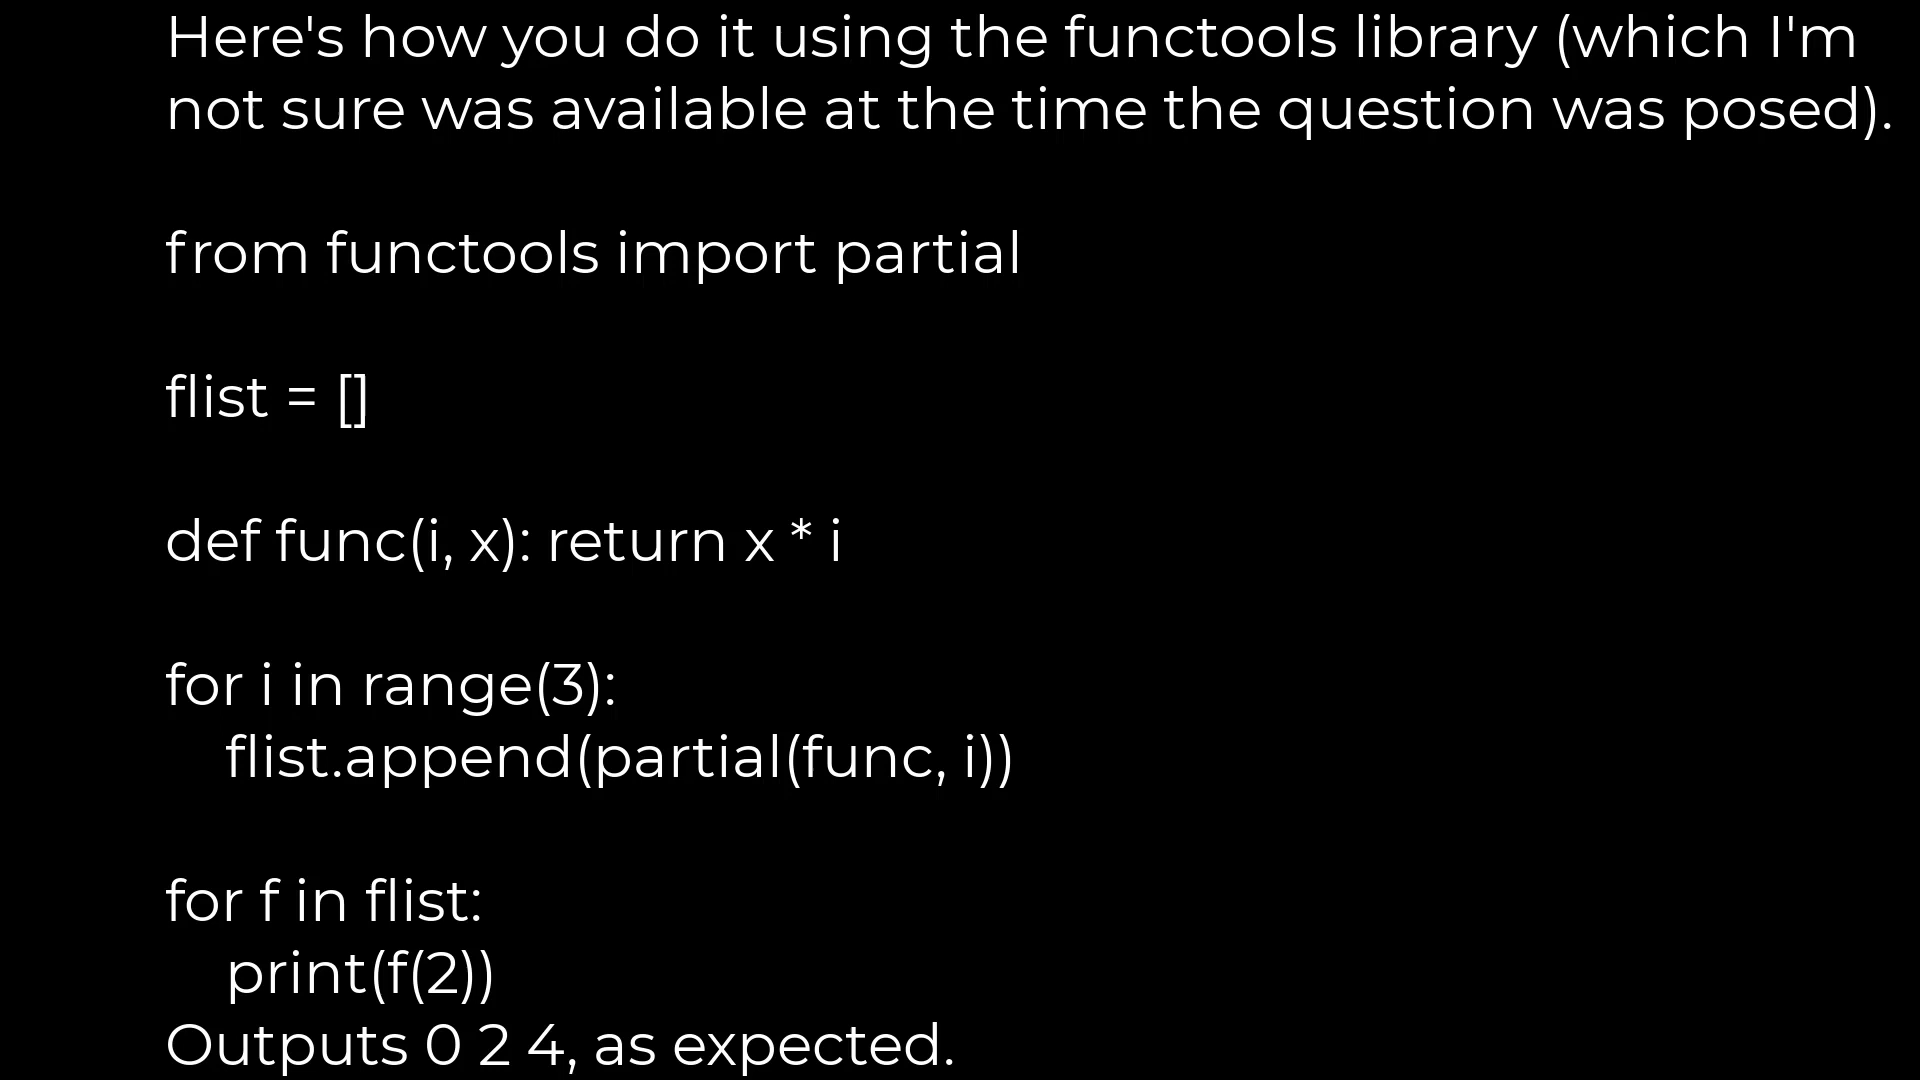 Here's how you do it using the functools library (which I'm
not sure was available at the time the question was posed).
from functools import partial
flist = []
def func(i, x): return x * i
for i in range(3):
    flist.append(partial(func, i))
for f in flist:
    print(f(2))
Outputs 0 2 4, as expected.